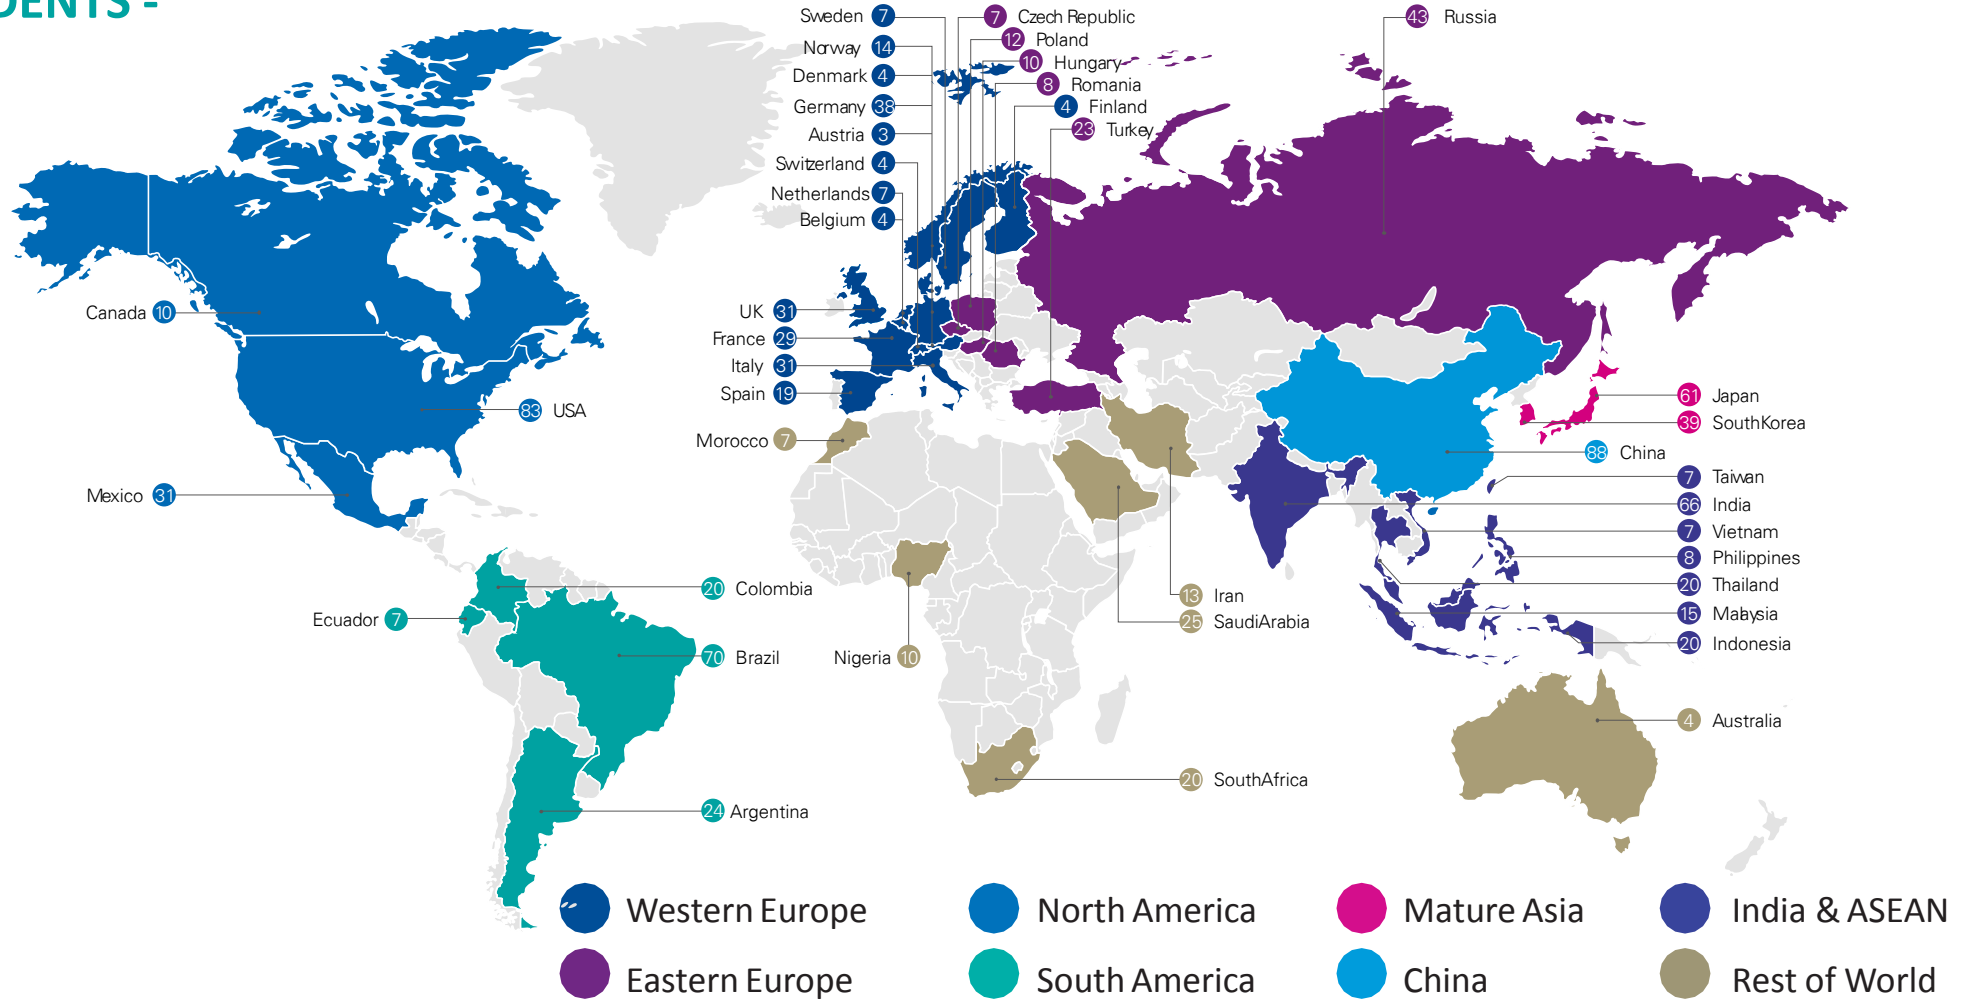 DENTS -
Sweden 7
Norway 14
Denmark 4
Germany 38
Austria 3
Switzerland 4
Netherlands 7
Belgium 4
7 Czech Republic
12 Poland
10 Hungary
8 Romania
4 Finland
23 Turkey
43 Russia
Canada 10
UK 31
France 29
Italy 31
Spain 19
Morocco 7
83 USA
Mexico 31
61 Japan
39 SouthKorea
88 China
7 Taiwan
66 India
7 Vietnam
8 Philippines
20 Thailand
15 Malaysia
20 Indonesia
20 Colombia
Ecuador 7
70 Brazil
Nigeria 10
13 Iran
25 SaudiArabia
4 Australia
20 SouthAfrica
24 Argentina
Western Europe
North America
Mature Asia
India & ASEAN
Eastern Europe
South America
China
Rest of World